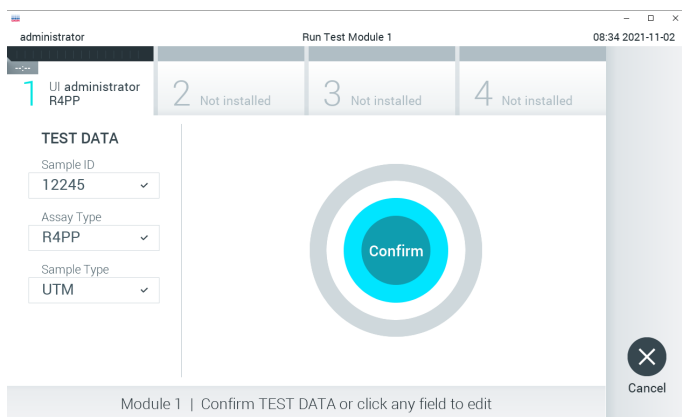 administrator
Run Test Module 1
08:34 2021-11-02
--:--
1 UI administrator
R4PP
2 Not installed
3 Not installed
4 Not installed
TEST DATA
Sample ID
12245
Assay Type
R4PP
Sample Type
UTM
Confirm
Cancel
Module 1 | Confirm TEST DATA or click any field to edit